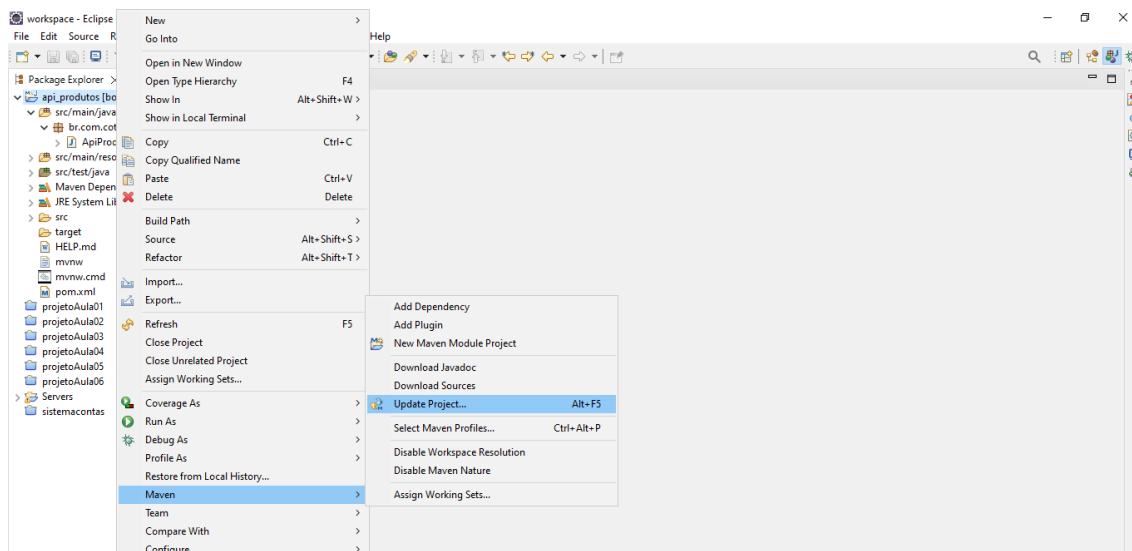 workspace - Eclipse
File Edit Source R
Help
Package Explorer
api_produtos [bo
src/main/java
br.com.cot
ApiProd
src/main/reso
src/test/java
Maven Depen
JRE System Lib
src
target
HELP.md
mvnw
mvnw.cmd
pom.xml
projetoAula01
projetoAula02
projetoAula03
projetoAula04
projetoAula05
projetoAula06
Servers
sistemacontas
New
Go Into
Open in New Window
Open Type Hierarchy F4
Show In Alt+Shift+W >
Show in Local Terminal
Copy Ctrl+C
Copy Qualified Name
Paste Ctrl+V
Delete Delete
Build Path
Source Alt+Shift+S >
Refactor Alt+Shift+T >
Import...
Export...
Refresh F5
Close Project
Close Unrelated Project
Assign Working Sets...
Coverage As
Run As
Debug As
Profile As
Restore from Local History...
Maven
Team
Compare With
Configure
Add Dependency
Add Plugin
New Maven Module Project
Download Javadoc
Download Sources
Update Project... Alt+F5
Select Maven Profiles... Ctrl+Alt+P
Disable Workspace Resolution
Disable Maven Nature
Assign Working Sets...